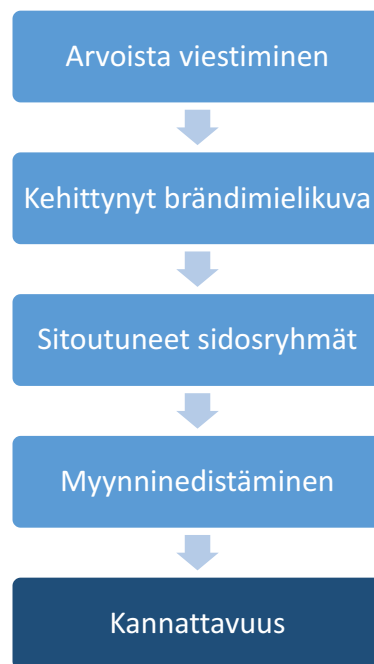 Arvoista viestiminen
Kehittynyt brändimielikuva
Sitoutuneet sidosryhmät
Myynninedistäminen
Kannattavuus